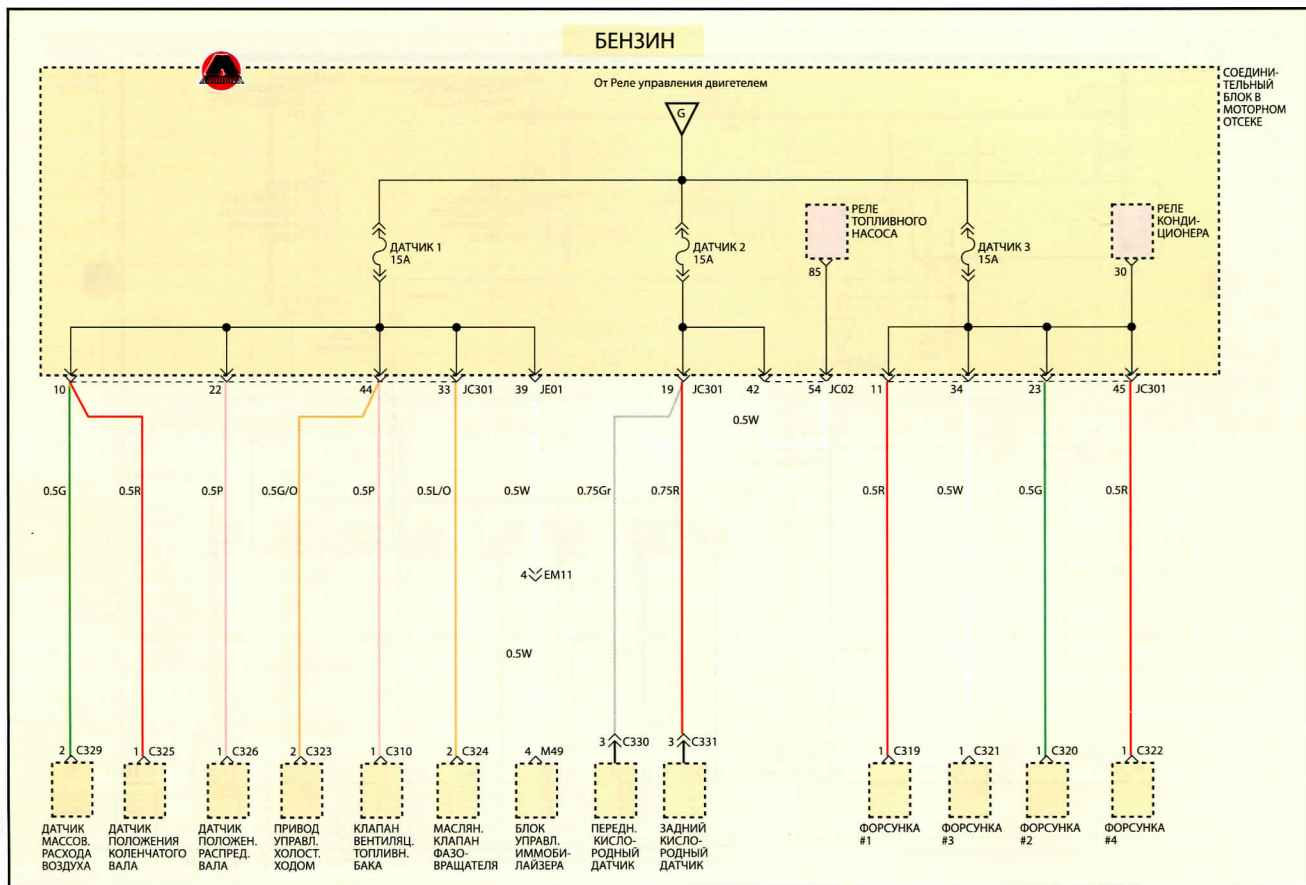 БЕНЗИН
От Реле управления двигетелем
СОЕДИНИ-
ТЕЛЬНЫЙ
БЛОК В
МОТОРНОМ
ОТСЕКЕ
G
РЕЛЕ
ТОПЛИВНОГО
НАСОСА
РЕЛЕ
КОНДИ-
ЦИОНЕРА
ДАТЧИК 1
15А
ДАТЧИК 2
15А
ДАТЧИК 3
15А
85
30
10
22
44
33 JC301
39 JE01
19 JC301
42
54 JC02
11
34
23
45 JC301
0.5W
0.5G
0.5R
0.5P
0.5G/O
0.5P
0.5L/O
0.5W
0.75Gr
0.75R
0.5R
0.5W
0.5G
0.5R
4 EM11
0.5W
2 C329
1 C325
1 C326
2 C323
1 C310
2 C324
4 M49
3 C330
3 C331
1 C319
1 C321
1 C320
1 C322
ДАТЧИК
МАССОВ.
РАСХОДА
ВОЗДУХА
ДАТЧИК
ПОЛОЖЕНИЯ
КОЛЕНЧАТОГО
ВАЛА
ДАТЧИК
ПОЛОЖЕН.
РАСПРЕД.
ВАЛА
ПРИВОД
УПРАВЛ.
ХОЛОСТ.
ХОДОМ
КЛАПАН
ВЕНТИЛЯЦ.
ТОПЛИВН.
БАКА
МАСЛЯН.
КЛАПАН
ФАЗО-
ВРАЩАТЕЛЯ
БЛОК
УПРАВЛ.
ИММОБИ-
ЛАЙЗЕРА
ПЕРЕДН.
КИСЛО-
РОДНЫЙ
ДАТЧИК
ЗАДНИЙ
КИСЛО-
РОДНЫЙ
ДАТЧИК
ФОРСУНКА
#1
ФОРСУНКА
#3
ФОРСУНКА
#2
ФОРСУНКА
#4